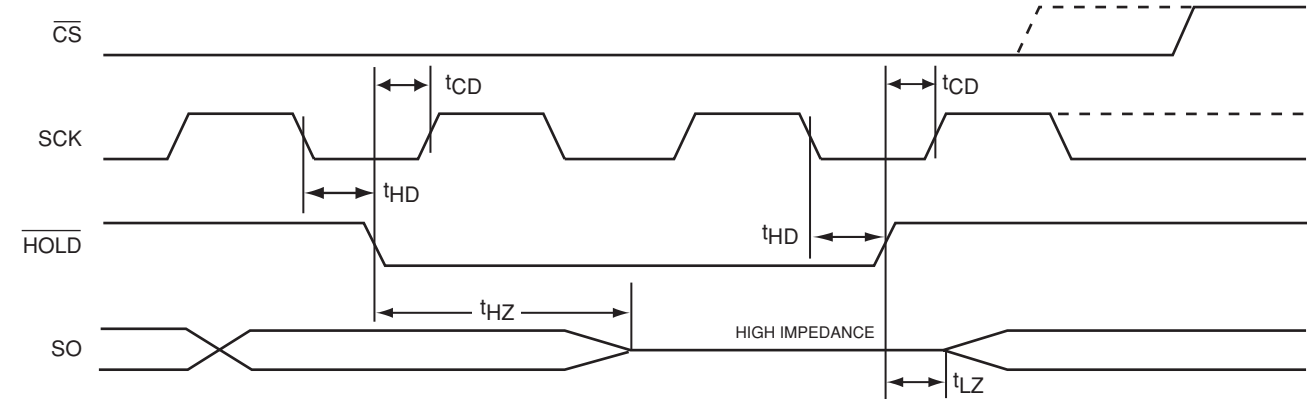 CS
tCD
tCD
SCK
tHD
HOLD
tHD
tHZ
HIGH IMPEDANCE
SO
tLZ